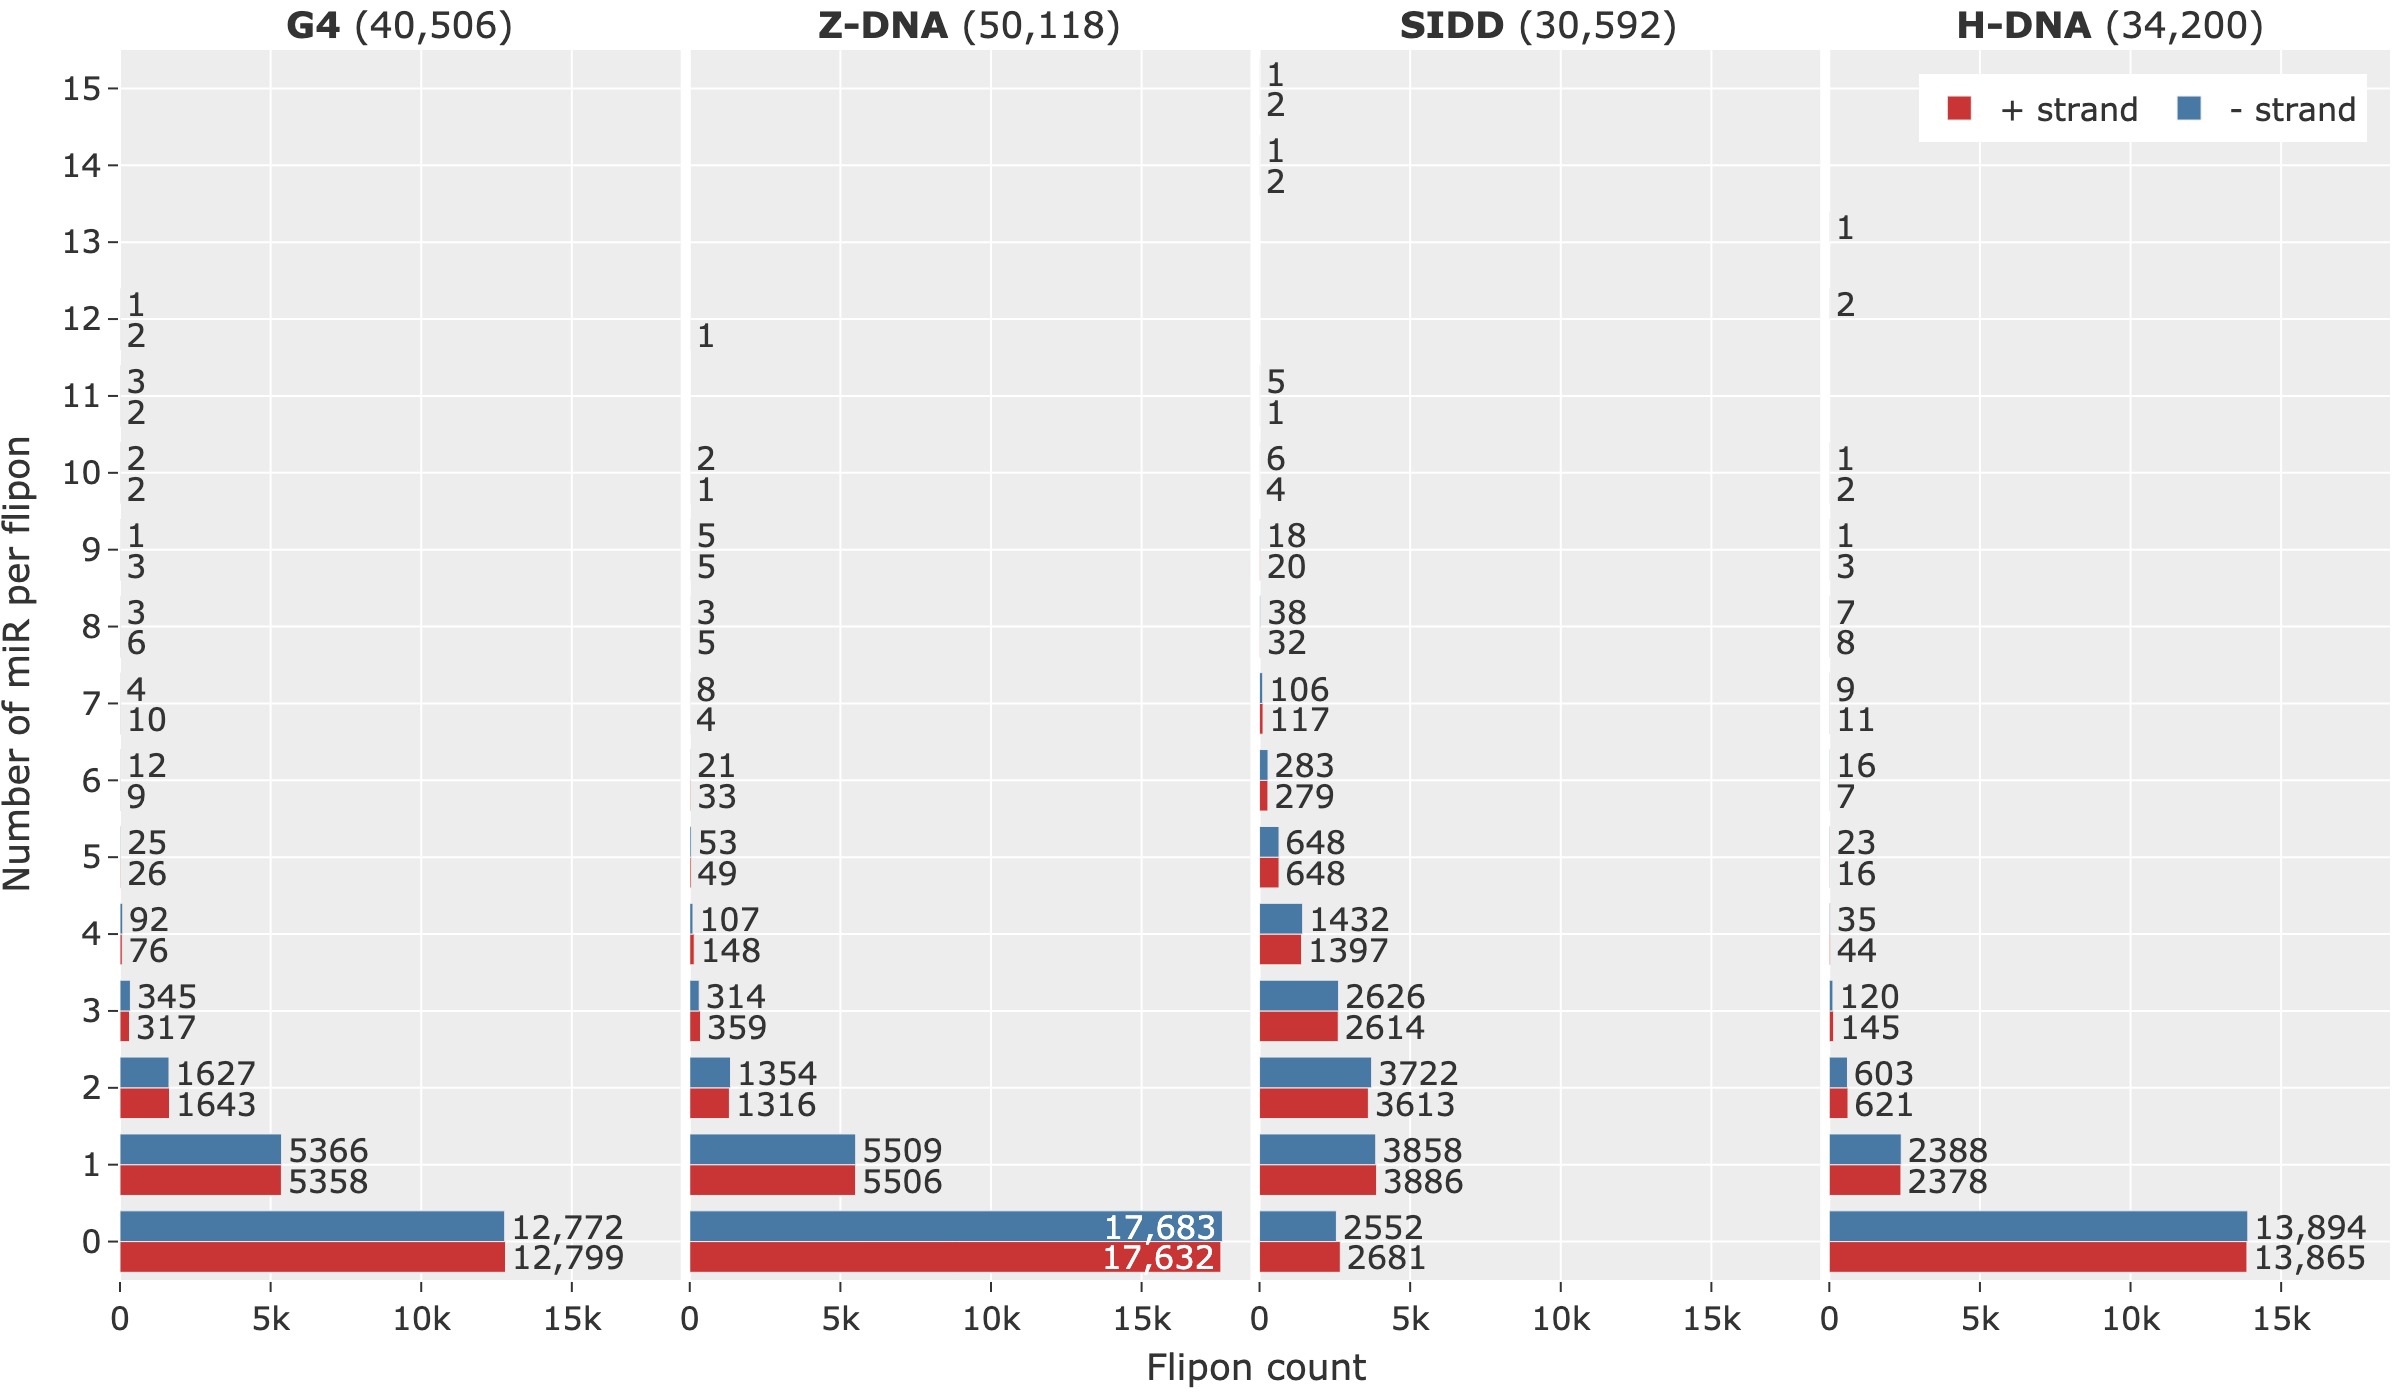 G4 (40,506) Z-DNA (50,118) SIDD (30,592) H-DNA (34,200)
+ strand - strand
Number of miR per flipon
1
15
2
1
14
2
13 1
1 2
12
2 1
3 5
11
2 1
2 2 6 1
10
2 1 4 2
1 5 18 1
9
3 5 20 3
3 3 38 7
8
6 5 32 8
4 8 106 9
7
10 4 117 11
12 21 283 16
6
9 33 279 7
25 53 648 23
5
26 49 648 16
92 107 1432 35
4
76 148 1397 44
345 314 2626 120
3
317 359 2614 145
1627 1354 3722 603
2
1643 1316 3613 621
5366 5509 3858 2388
1
5358 5506 3886 2378
12,772 17,683 2552 13,894
0
12,799 17,632 2681 13,865
0 5k 10k 15k 0 5k 10k 15k 0 5k 10k 15k 0 5k 10k 15k
Flipon count